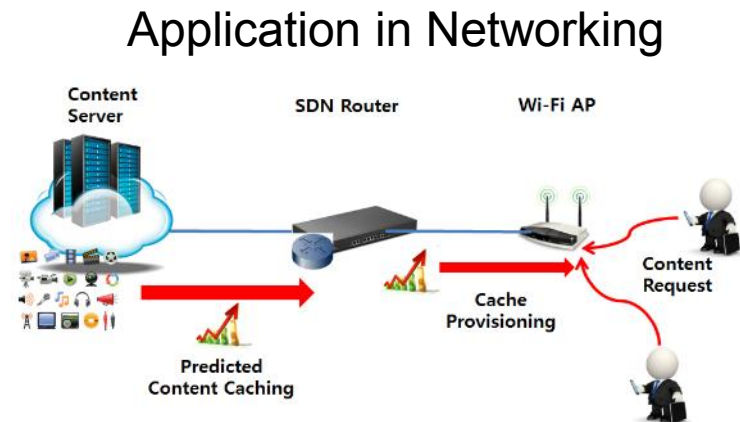 Application in Networking
Content
Server
SDN Router
Wi-Fi AP
Content
Request
Cache
Provisioning
Predicted
Content Caching